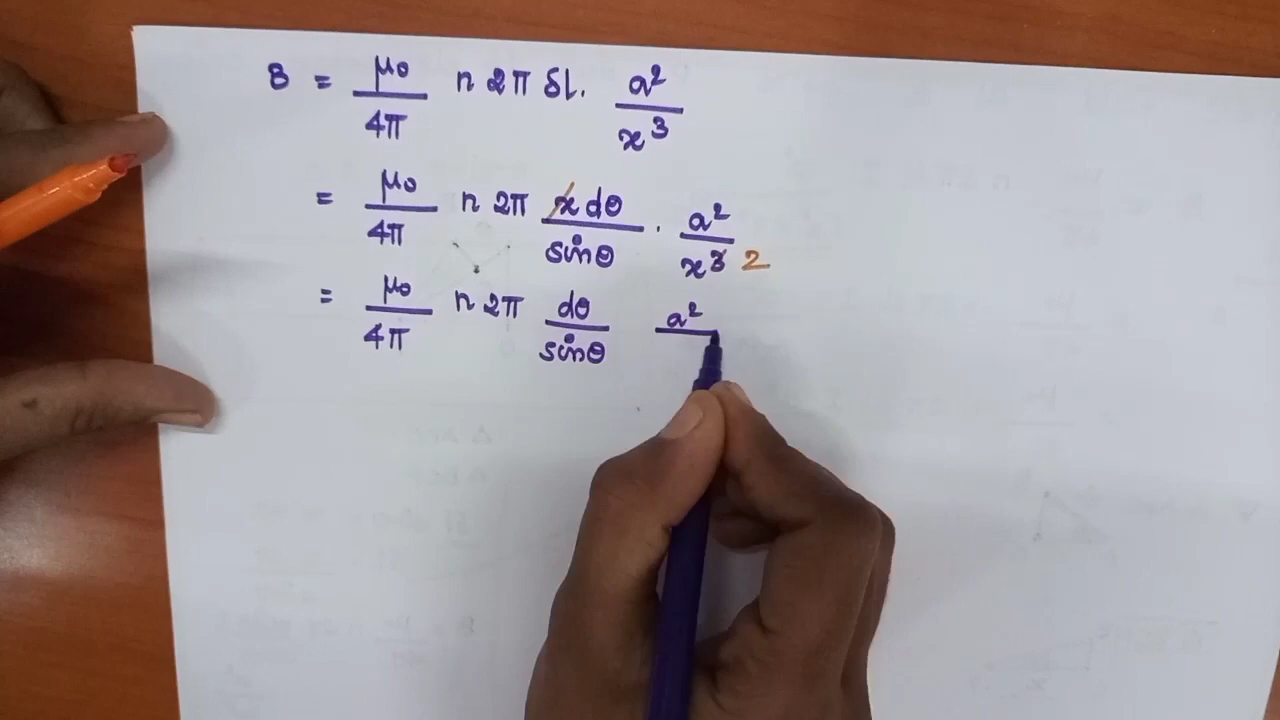 B = μ₀/4π n 2π δl. a²/x³
= μ₀/4π n 2π x dθ/sinθ . a²/x³ 2
= μ₀/4π n 2π dθ/sinθ a²